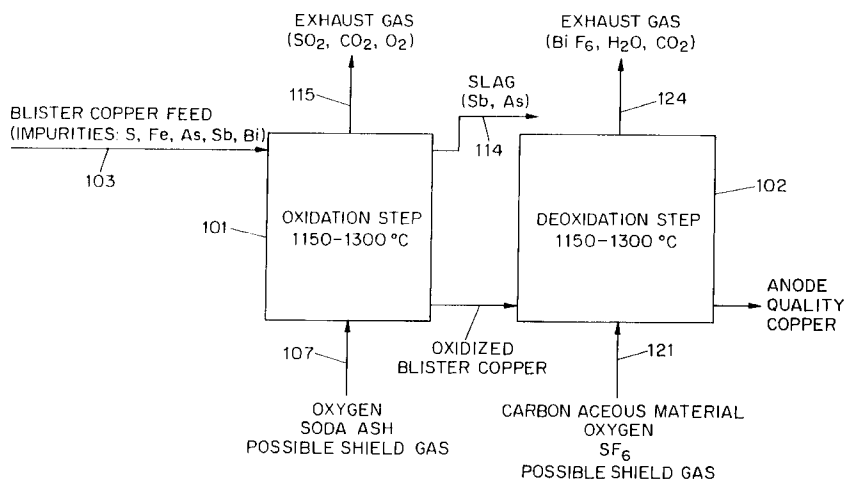 EXHAUST GAS
(SO2, CO2, O2)
115
SLAG
(Sb, As)
114
EXHAUST GAS
(Bi F6, H2O, CO2)
124
BLISTER COPPER FEED
(IMPURITIES: S, Fe, As, Sb, Bi)
103
101
OXIDATION STEP
1150-1300 °C
102
DEOXIDATION STEP
1150-1300 °C
ANODE
QUALITY
COPPER
OXIDIZED
BLISTER COPPER
107
OXYGEN
SODA ASH
POSSIBLE SHIELD GAS
121
CARBON ACEOUS MATERIAL
OXYGEN
SF6
POSSIBLE SHIELD GAS